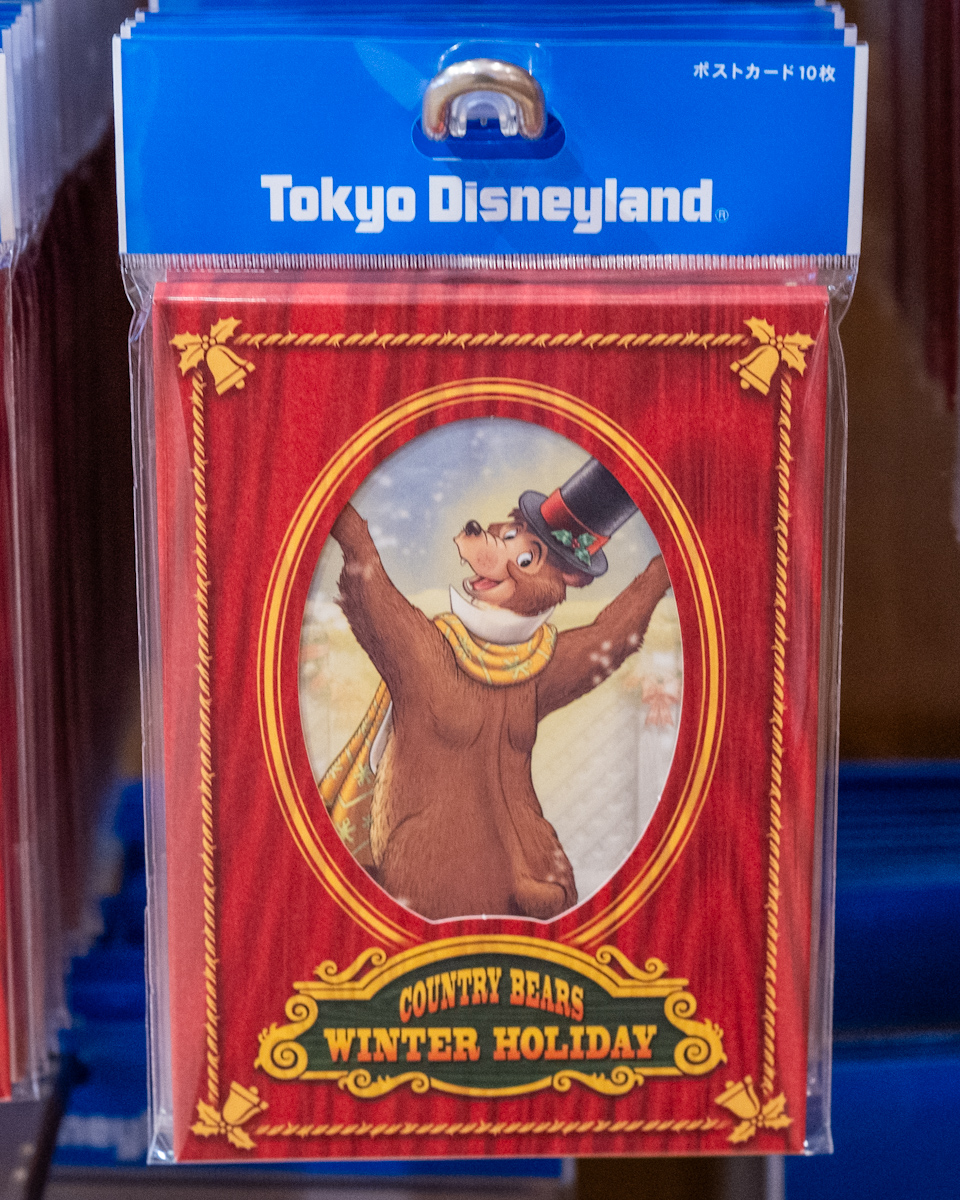 ポストカード10枚
Tokyo Disneyland®
COUNTRY BEARS
WINTER HOLIDAY